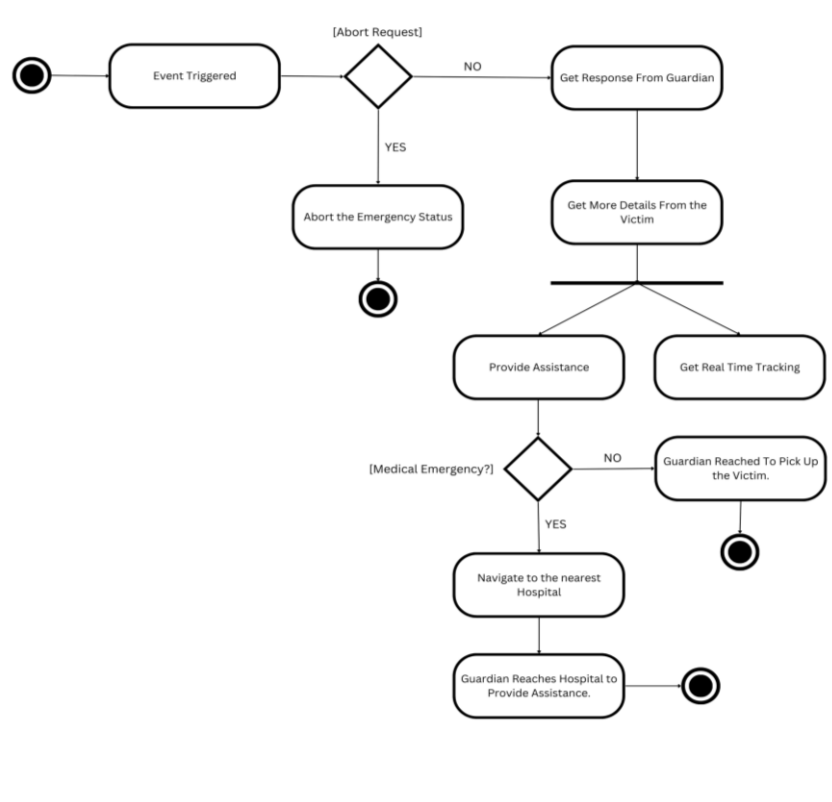 [Abort Request]
Event Triggered
NO
Get Response From Guardian
YES
Abort the Emergency Status
Get More Details From the
Victim
Provide Assistance
Get Real Time Tracking
[Medical Emergency?]
NO
Guardian Reached To Pick Up
the Victim.
YES
Navigate to the nearest
Hospital
Guardian Reaches Hospital to
Provide Assistance.